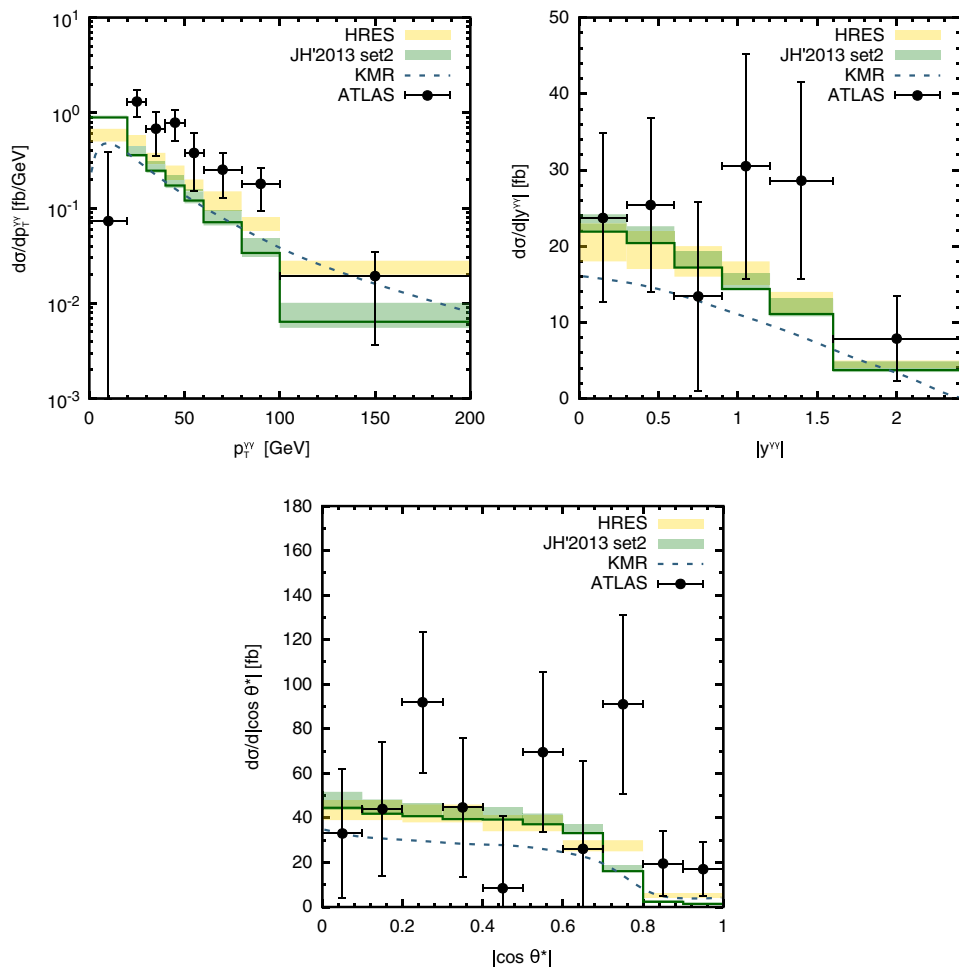 HRES
JH'2013 set2
KMR
ATLAS
dσ/dp_T^γγ [fb/GeV]
10^1
10^0
10^-1
10^-2
10^-3
0 50 100 150 200
p_T^γγ [GeV]
HRES
JH'2013 set2
KMR
ATLAS
dσ/d|y^γγ| [fb]
50
40
30
20
10
0
0 0.5 1 1.5 2
|y^γγ|
HRES
JH'2013 set2
KMR
ATLAS
dσ/d|cos θ*| [fb]
180
160
140
120
100
80
60
40
20
0
0 0.2 0.4 0.6 0.8 1
|cos θ*|